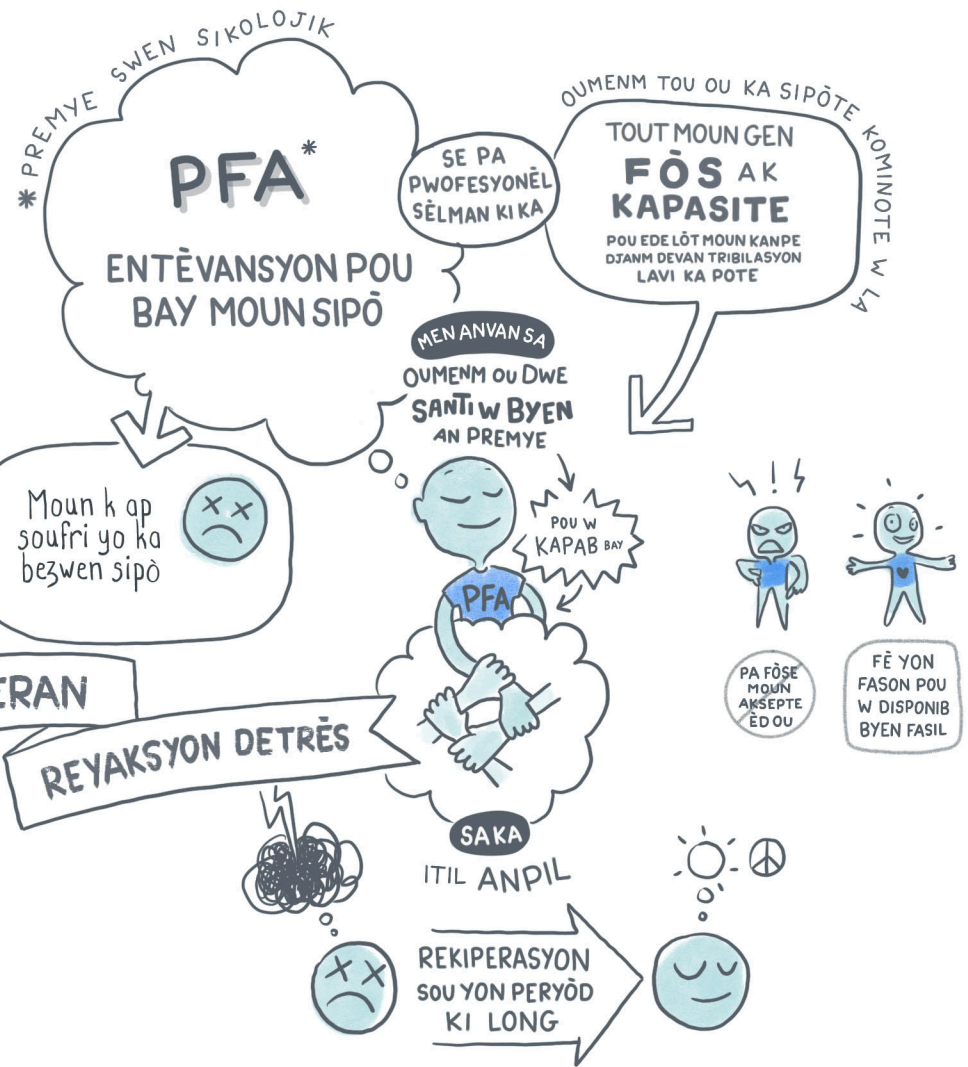 * PREMYE SWEN SIKOLOJIK
PFA*
ENTÈVANSYON POU
BAY MOUN SIPÒ
SE PA
PWOFESYONÈL
SÈLMAN KI KA
OUMENM TOU OU KA SIPÒTE KOMINOTE W LA
TOUT MOUN GEN
FÒS AK
KAPASITE
POU EDE LÒT MOUN KANPE
DJANM DEVAN TRIBILASYON
LAVI KA POTE
MEN ANVAN SA
OUMENM OU DWE
SANTI W BYEN
AN PREMYE
POU W
KAPAB BAY
PFA
Moun k ap
soufri yo ka
bezwen sipò
ERAN
REYAKSYON DETRÈS
PA FÒSE
MOUN
AKSEPTE
ÈD OU
FÈ YON
FASON POU
W DISPONIB
BYEN FASIL
SA KA
ITIL ANPIL
REKIPERASYON
SOU YON PERYÒD
KI LONG